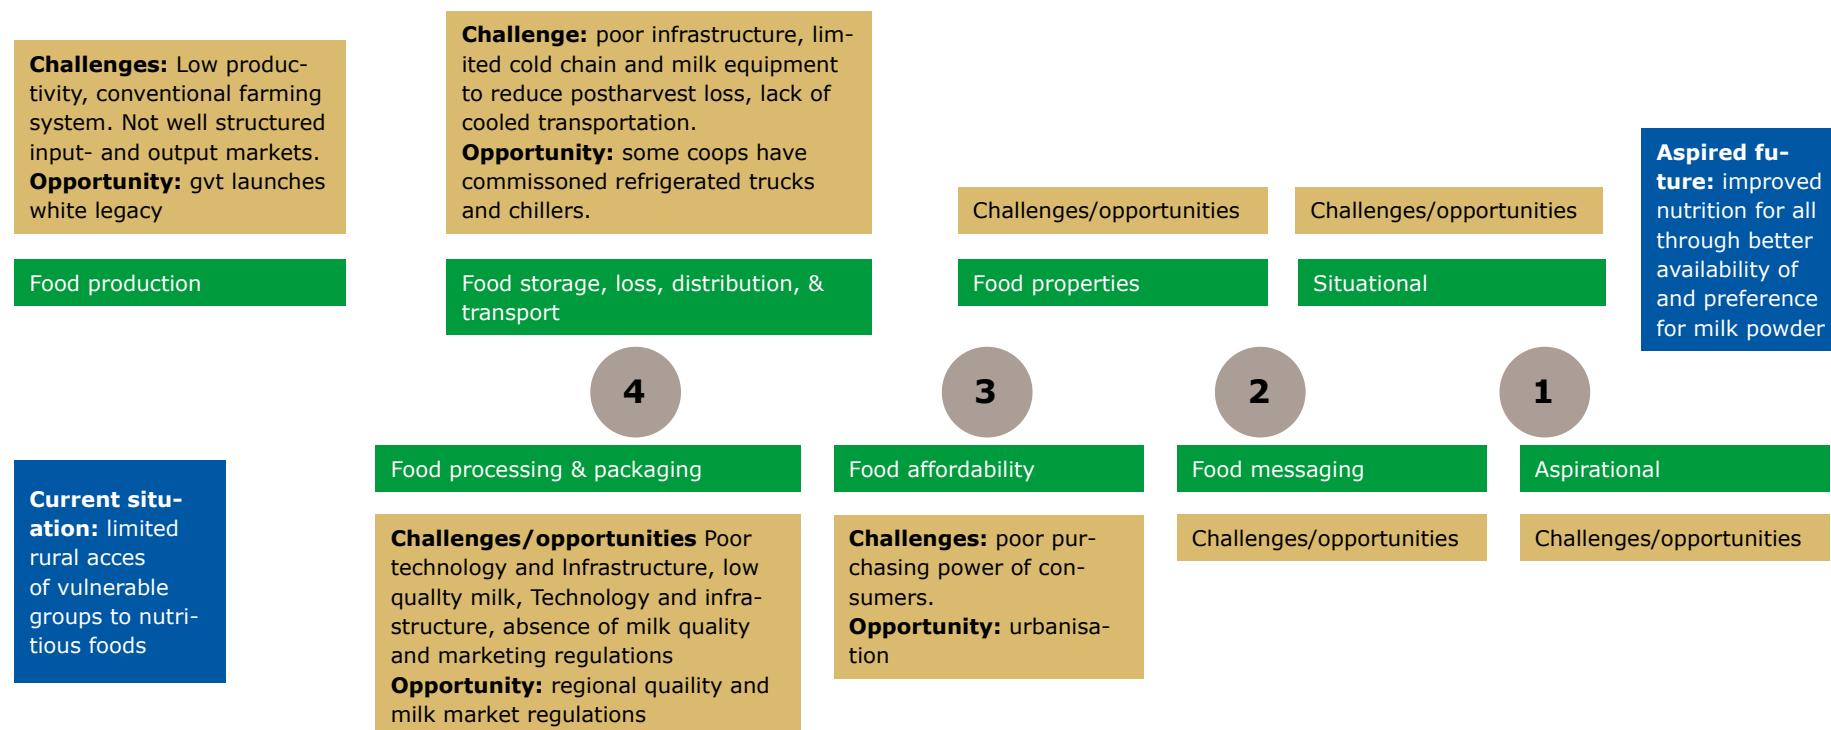 Challenges: Low produc-
tivity, conventional farming
system. Not well structured
input- and output markets.
Opportunity: gvt launches
white legacy
Food production
Challenge: poor infrastructure, lim-
ited cold chain and milk equipment
to reduce postharvest loss, lack of
cooled transportation.
Opportunity: some coops have
commissoned refrigerated trucks
and chillers.
Food storage, loss, distribution, &
transport
Challenges/opportunities
Food properties
Challenges/opportunities
Situational
Aspired fu-
ture: improved
nutrition for all
through better
availability of
and preference
for milk powder
4
3
2
1
Current situ-
ation: limited
rural acces
of vulnerable
groups to nutri-
tious foods
Food processing & packaging
Challenges/opportunities Poor
technology and Infrastructure, low
quallty milk, Technology and infra-
structure, absence of milk quality
and marketing regulations
Opportunity: regional quaility and
milk market regulations
Food affordability
Challenges: poor pur-
chasing power of con-
sumers.
Opportunity: urbanisa-
tion
Food messaging
Challenges/opportunities
Aspirational
Challenges/opportunities